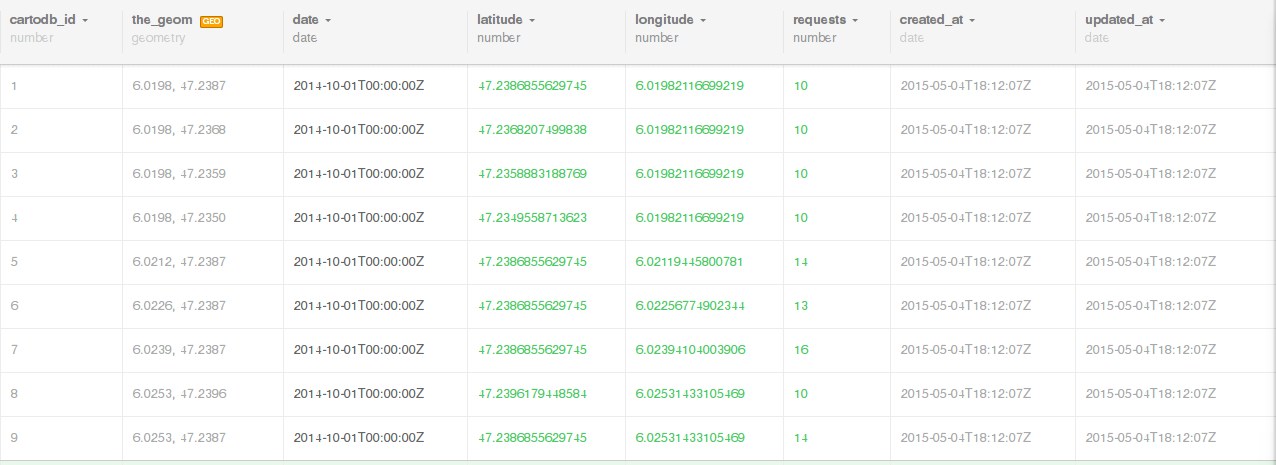 cartodb_id the_geom GEO date latitude longitude requests created_at updated_at
number geometry date number number number date date
1 6.0198, 47.2387 2014-10-01T00:00:00Z 47.2386855629745 6.01982116699219 10 2015-05-04T18:12:07Z 2015-05-04T18:12:07Z
2 6.0198, 47.2368 2014-10-01T00:00:00Z 47.2368207499838 6.01982116699219 10 2015-05-04T18:12:07Z 2015-05-04T18:12:07Z
3 6.0198, 47.2359 2014-10-01T00:00:00Z 47.2358883188769 6.01982116699219 10 2015-05-04T18:12:07Z 2015-05-04T18:12:07Z
4 6.0198, 47.2350 2014-10-01T00:00:00Z 47.2349558713623 6.01982116699219 10 2015-05-04T18:12:07Z 2015-05-04T18:12:07Z
5 6.0212, 47.2387 2014-10-01T00:00:00Z 47.2386855629745 6.02119445800781 14 2015-05-04T18:12:07Z 2015-05-04T18:12:07Z
6 6.0226, 47.2387 2014-10-01T00:00:00Z 47.2386855629745 6.02256774902344 13 2015-05-04T18:12:07Z 2015-05-04T18:12:07Z
7 6.0239, 47.2387 2014-10-01T00:00:00Z 47.2386855629745 6.02394104003906 16 2015-05-04T18:12:07Z 2015-05-04T18:12:07Z
8 6.0253, 47.2396 2014-10-01T00:00:00Z 47.2396179448584 6.02531433105469 10 2015-05-04T18:12:07Z 2015-05-04T18:12:07Z
9 6.0253, 47.2387 2014-10-01T00:00:00Z 47.2386855629745 6.02531433105469 14 2015-05-04T18:12:07Z 2015-05-04T18:12:07Z